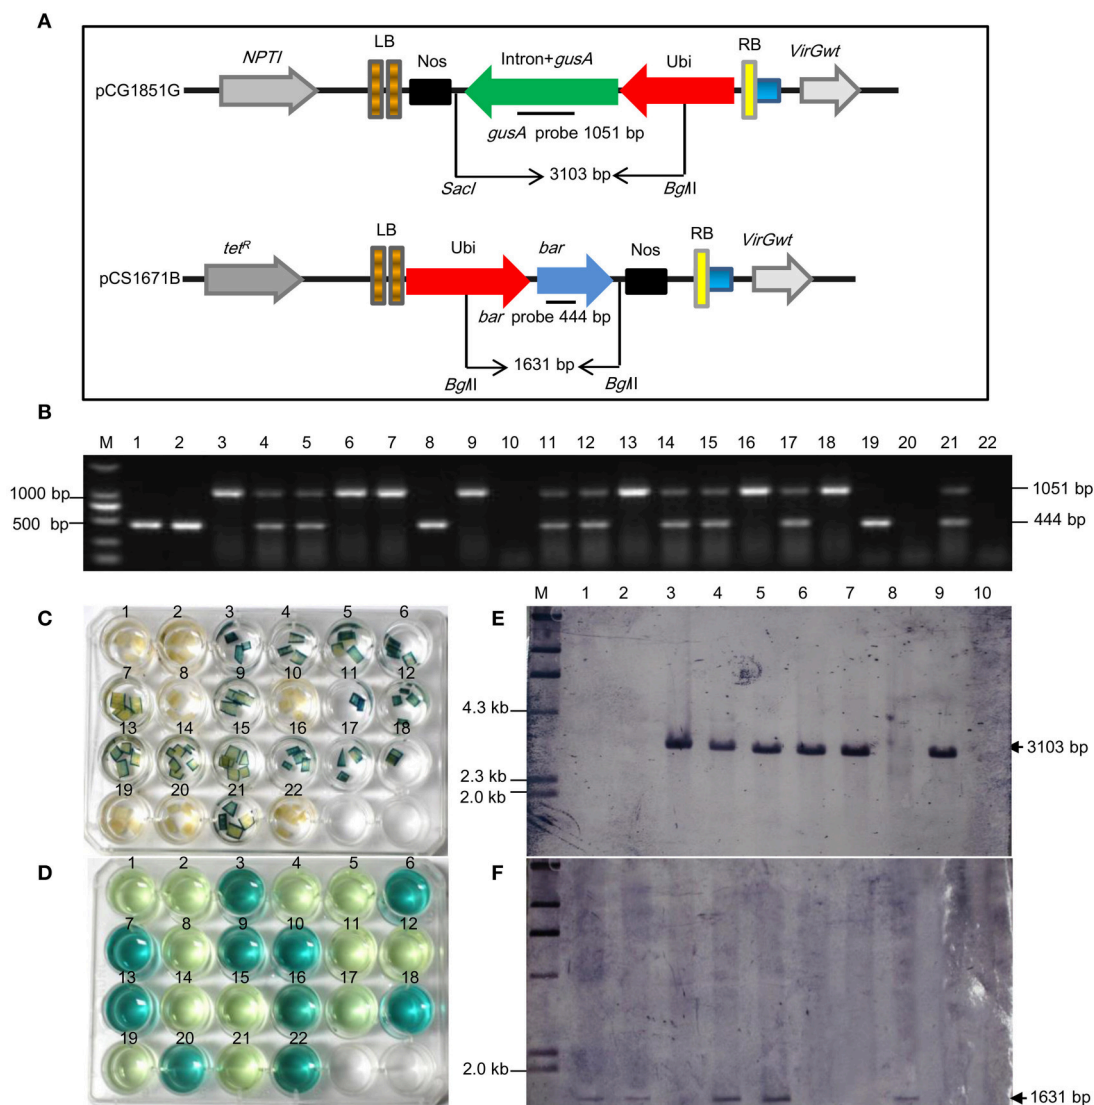 A
NPTI LB Nos Intron+gusA Ubi RB VirGwt
pCG1851G
gusA probe 1051 bp
3103 bp
SacI BglII
tetR LB Ubi bar Nos RB VirGwt
pCS1671B
bar probe 444 bp
1631 bp
BglII BglII
B
M 1 2 3 4 5 6 7 8 9 10 11 12 13 14 15 16 17 18 19 20 21 22
1000 bp 1051 bp
500 bp 444 bp
C
1 2 3 4 5 6
7 8 9 10 11 12
13 14 15 16 17 18
19 20 21 22
D
1 2 3 4 5 6
7 8 9 10 11 12
13 14 15 16 17 18
19 20 21 22
E
M 1 2 3 4 5 6 7 8 9 10
4.3 kb
3103 bp
2.3 kb
2.0 kb
F
2.0 kb
1631 bp